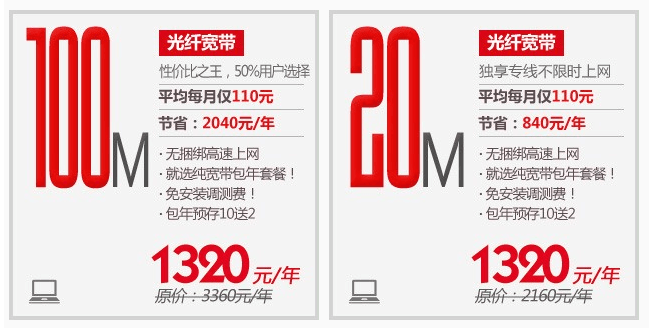 100M
光纤宽带
性价比之王，50%用户选择
平均每月仅110元
节省：2040元/年
· 无捆绑高速上网
· 就选纯宽带包年套餐！
· 免安装调测费！
· 包年预存10送2
1320元/年
原价：3360元/年
20M
光纤宽带
独享专线不限时上网
平均每月仅110元
节省：840元/年
· 无捆绑高速上网
· 就选纯宽带包年套餐！
· 免安装调测费！
· 包年预存10送2
1320元/年
原价：2160元/年